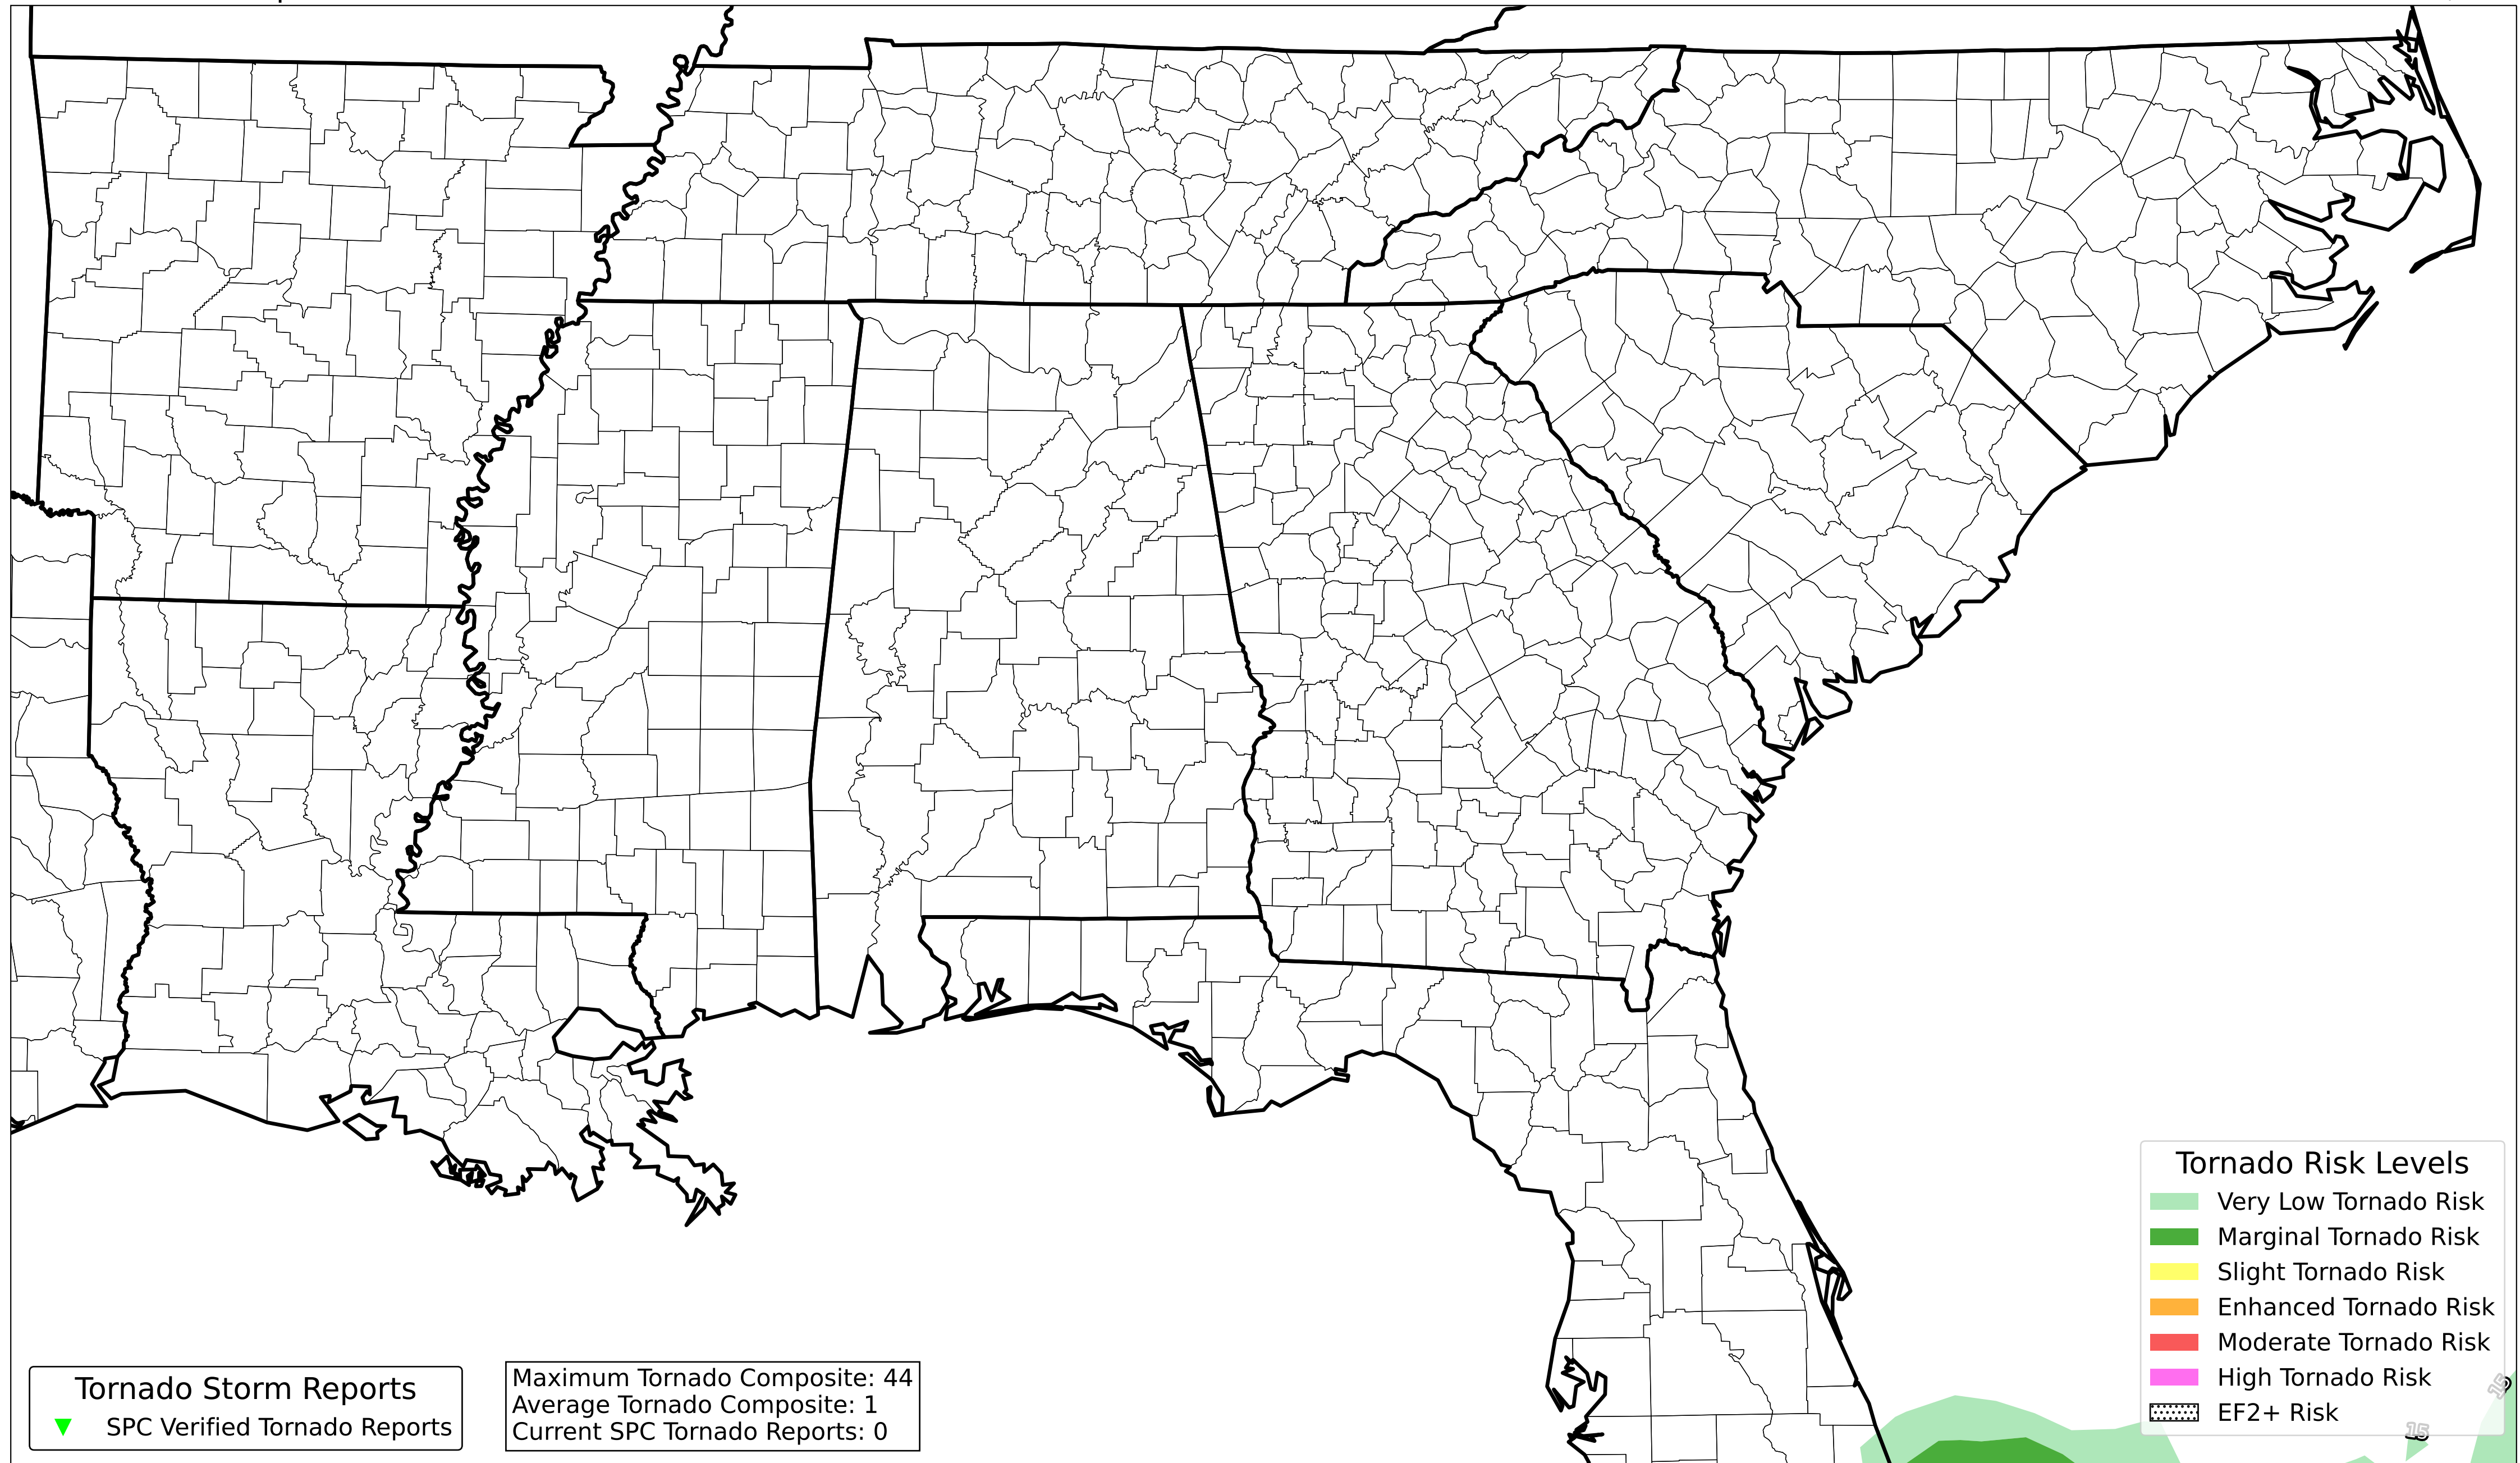 Tornado Risk Levels
Very Low Tornado Risk
Marginal Tornado Risk
Slight Tornado Risk
Enhanced Tornado Risk
Moderate Tornado Risk
High Tornado Risk
EF2+ Risk
Tornado Storm Reports
SPC Verified Tornado Reports
Maximum Tornado Composite: 44
Average Tornado Composite: 1
Current SPC Tornado Reports: 0
15
15